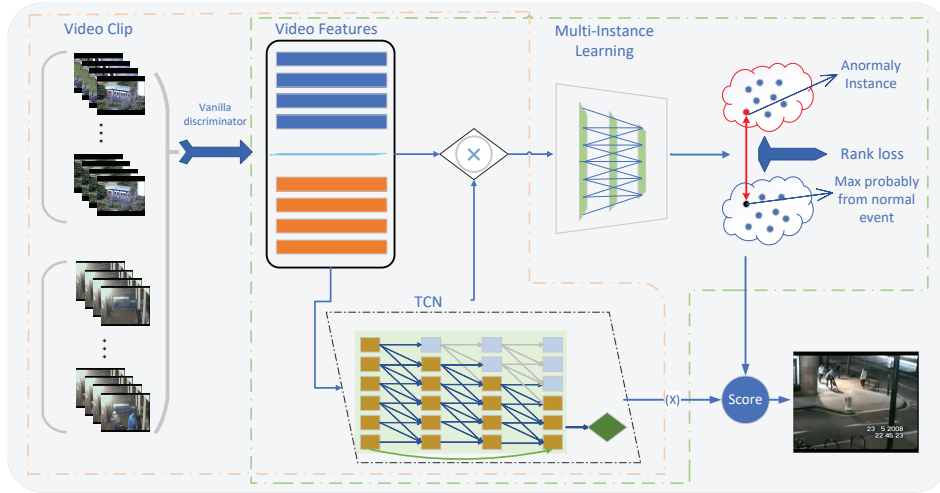 Video Clip
Video Features
Multi-Instance
Learning
Anormaly
Instance
Vanilla
discriminator
Rank loss
Max probably
from normal
event
TCN
(X)
Score
23 5 2008
22 45 23